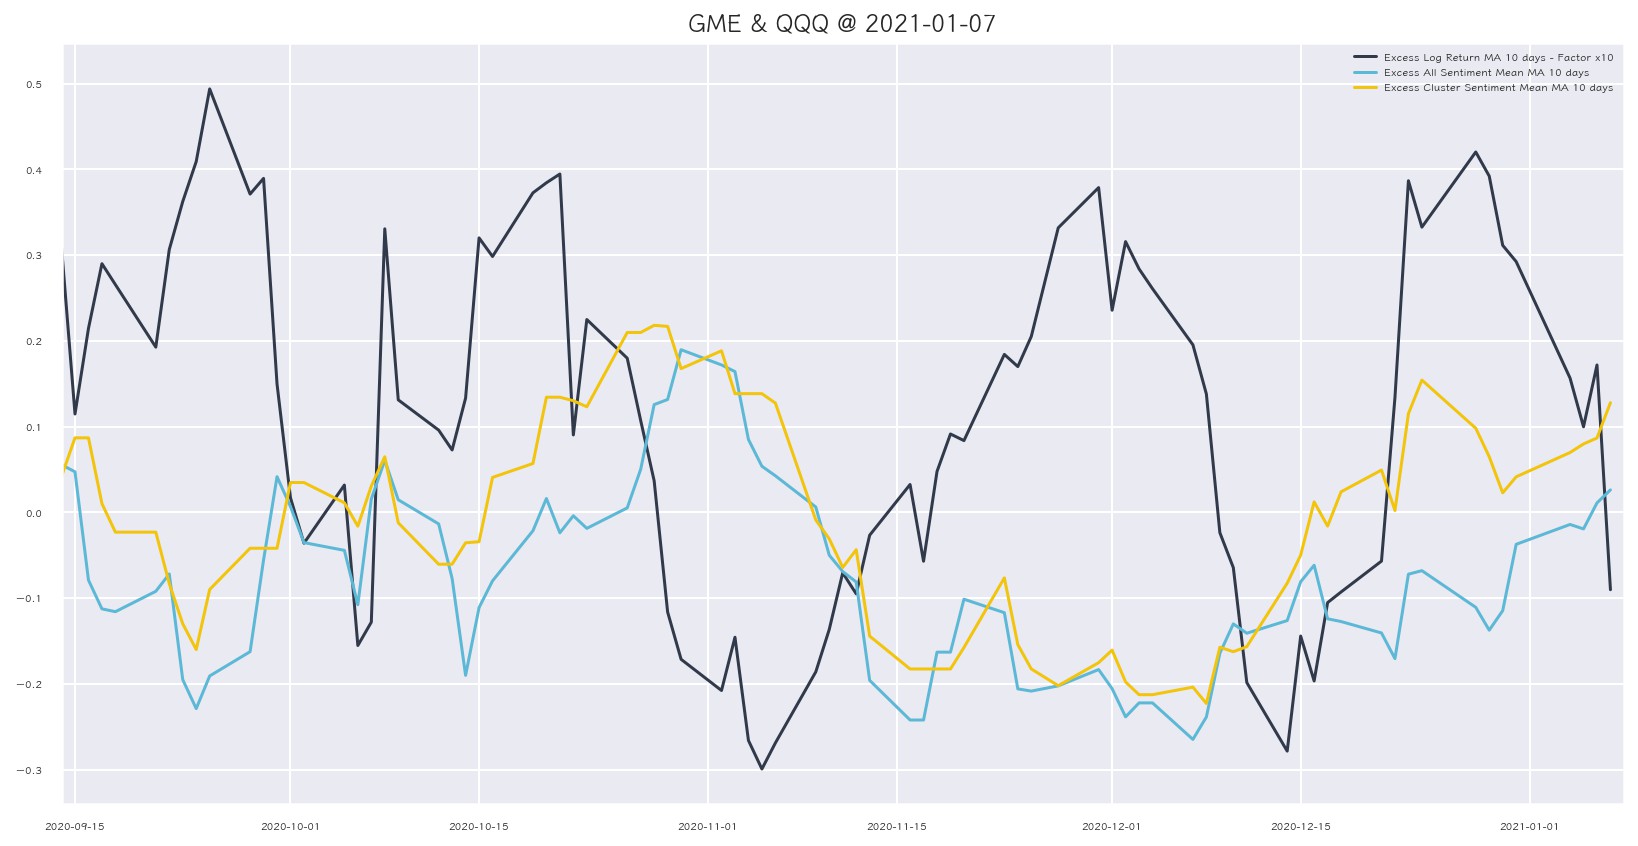 GME & QQQ @ 2021-01-07
Excess Log Return MA 10 days - Factor x10
Excess All Sentiment Mean MA 10 days
Excess Cluster Sentiment Mean MA 10 days
0.5
0.4
0.3
0.2
0.1
0.0
−0.1
−0.2
−0.3
2020-09-15 2020-10-01 2020-10-15 2020-11-01 2020-11-15 2020-12-01 2020-12-15 2021-01-01